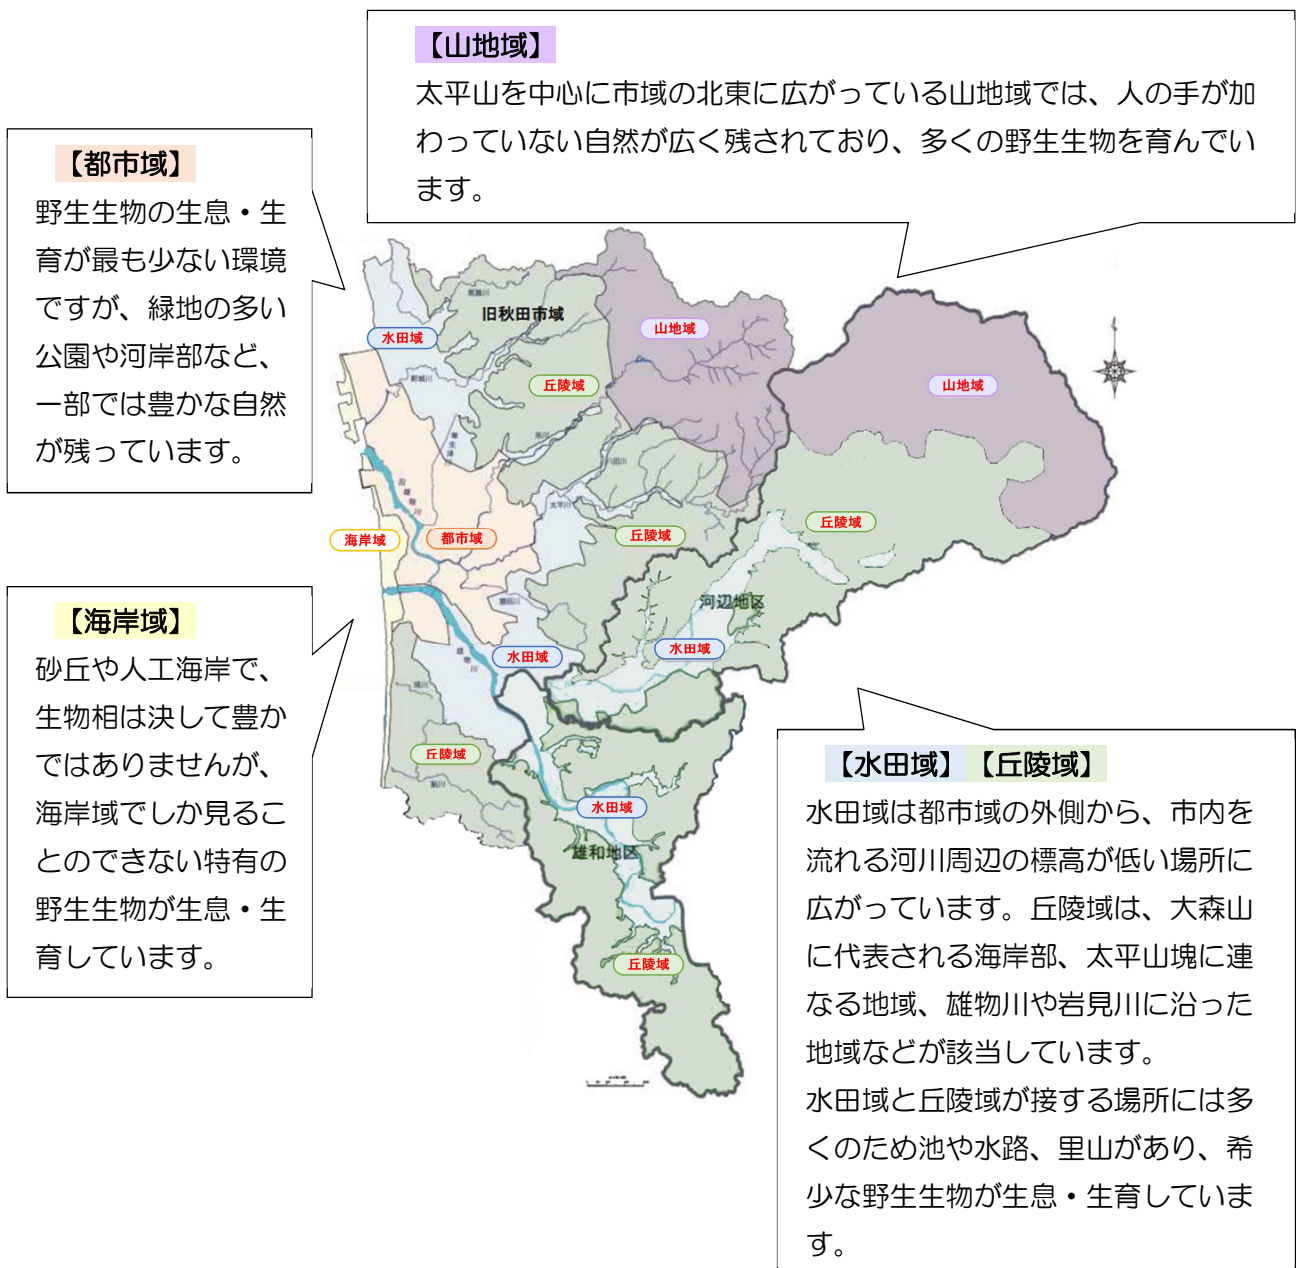 【山地域】
太平山を中心に市域の北東に広がっている山地域では、人の手が加
わっていない自然が広く残されており、多くの野生生物を育んでい
ます。
【都市域】
野生生物の生息・生
育が最も少ない環境
ですが、緑地の多い
公園や河岸部など、
一部では豊かな自然
が残っています。
【海岸域】
砂丘や人工海岸で、
生物相は決して豊か
ではありませんが、
海岸域でしか見るこ
とのできない特有の
野生生物が生息・生
育しています。
旧秋田市域
水田域
山地域
丘陵域
山地域
新城川
旭川
太平川
旧雄物川
海岸域
都市域
丘陵域
丘陵域
河辺地区
水田域
水田域
雄物川
丘陵域
水田域
雄和地区
丘陵域
【水田域】【丘陵域】
水田域は都市域の外側から、市内を
流れる河川周辺の標高が低い場所に
広がっています。丘陵域は、大森山
に代表される海岸部、太平山塊に連
なる地域、雄物川や岩見川に沿った
地域などが該当しています。
水田域と丘陵域が接する場所には多
くのため池や水路、里山があり、希
少な野生生物が生息・生育していま
す。